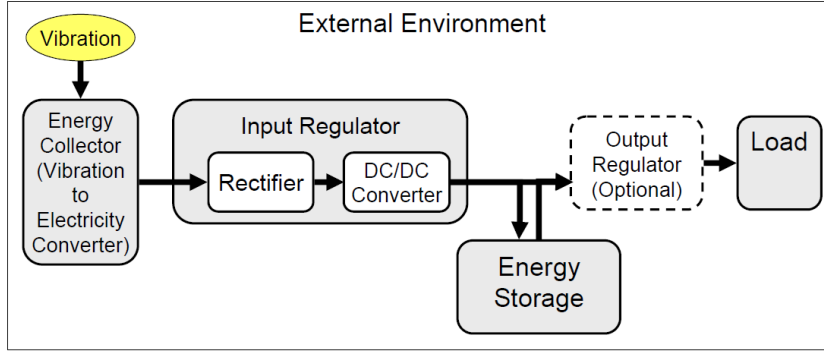 External Environment
Vibration
Energy
Collector
(Vibration
to
Electricity
Converter)
Input Regulator
Rectifier
DC/DC
Converter
Output
Regulator
(Optional)
Load
Energy
Storage